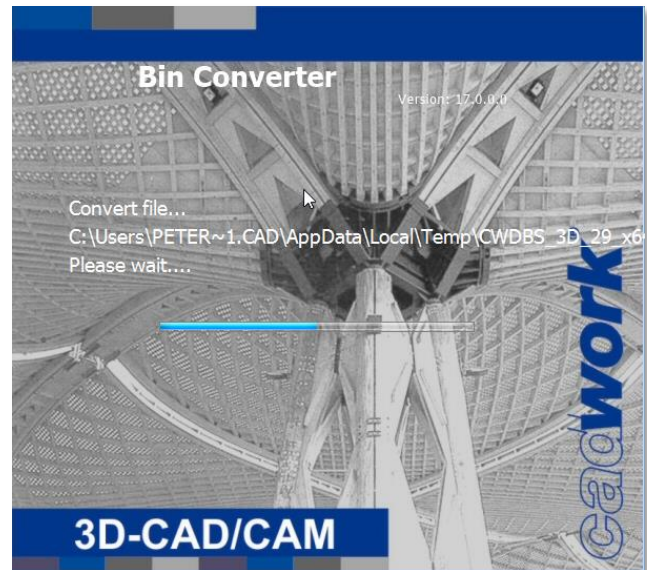 Bin Converter
Version: 17.0.0.0
Convert file...
C:\Users\PETER~1.CAD\AppData\Local\Temp\CWDBS_3D_29_x6
Please wait....
cadwork
3D-CAD/CAM